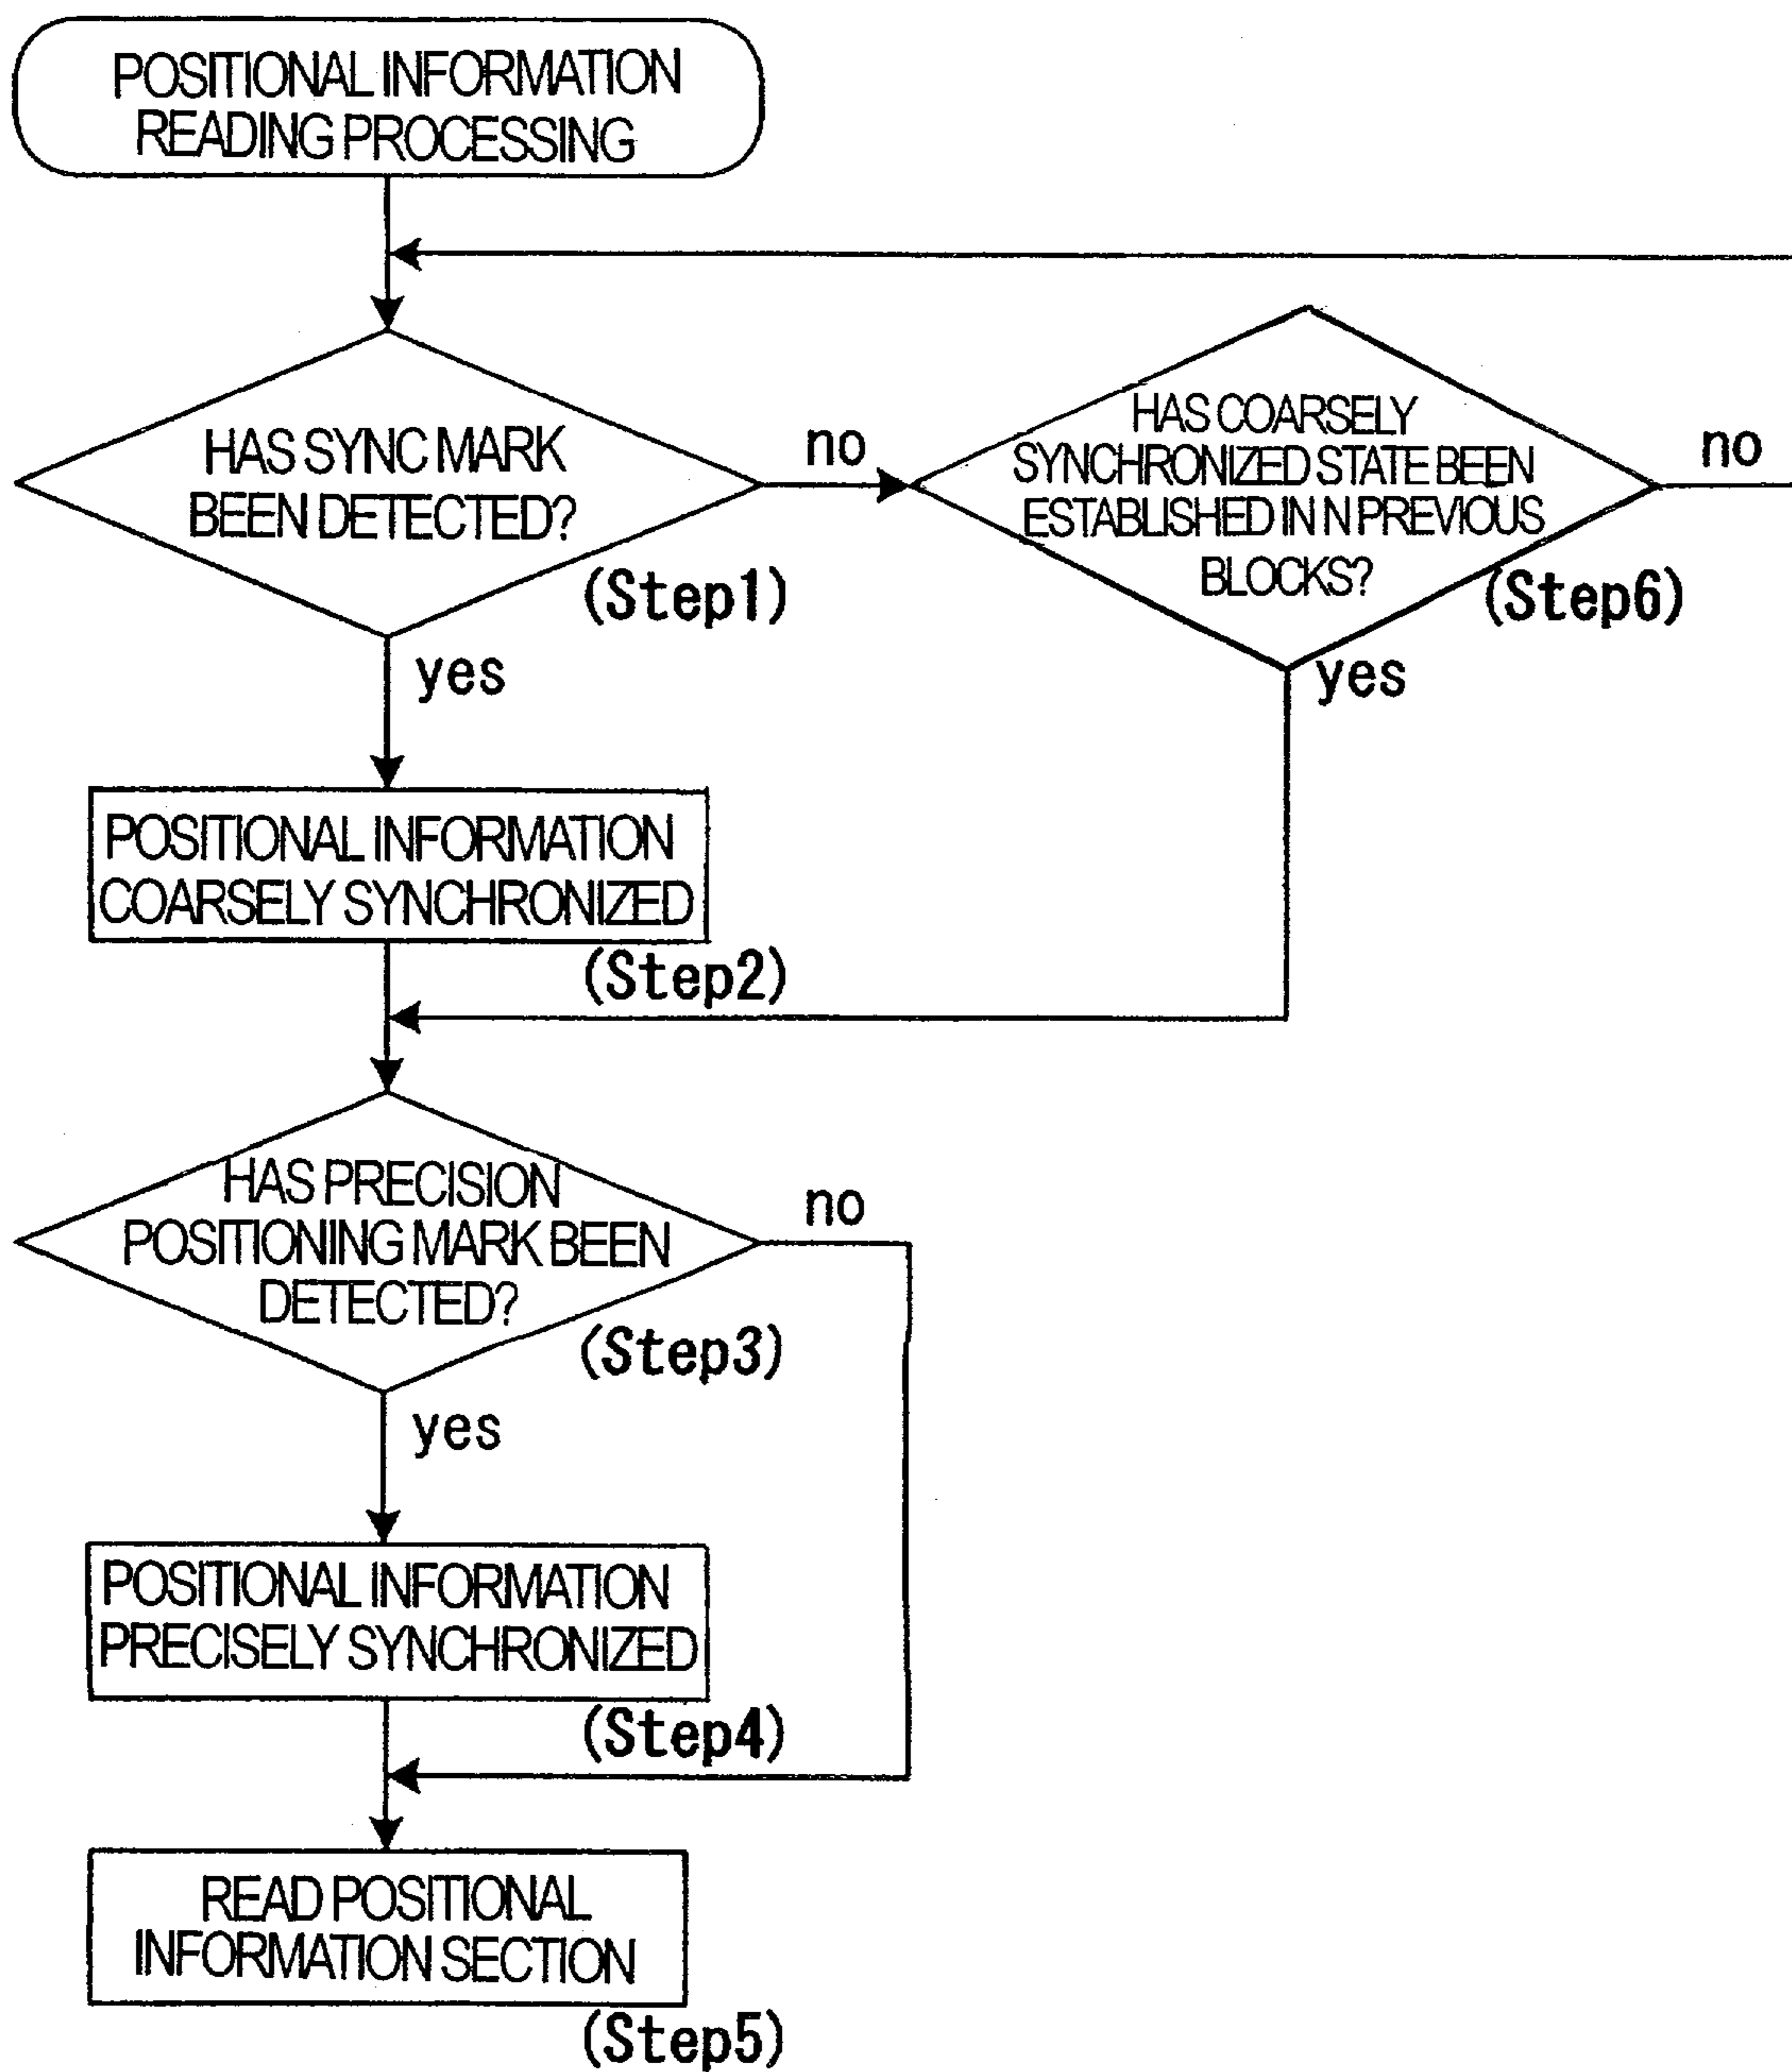 POSITIONAL INFORMATION
READING PROCESSING
HAS SYNC MARK
BEEN DETECTED?
(Step1)
no
yes
HAS COARSELY
SYNCHRONIZED STATE BEEN
ESTABLISHED IN N PREVIOUS
BLOCKS?
(Step6)
no
yes
POSITIONAL INFORMATION
COARSELY SYNCHRONIZED
(Step2)
HAS PRECISION
POSITIONING MARK BEEN
DETECTED?
(Step3)
no
yes
POSITIONAL INFORMATION
PRECISELY SYNCHRONIZED
(Step4)
READ POSITIONAL
INFORMATION SECTION
(Step5)